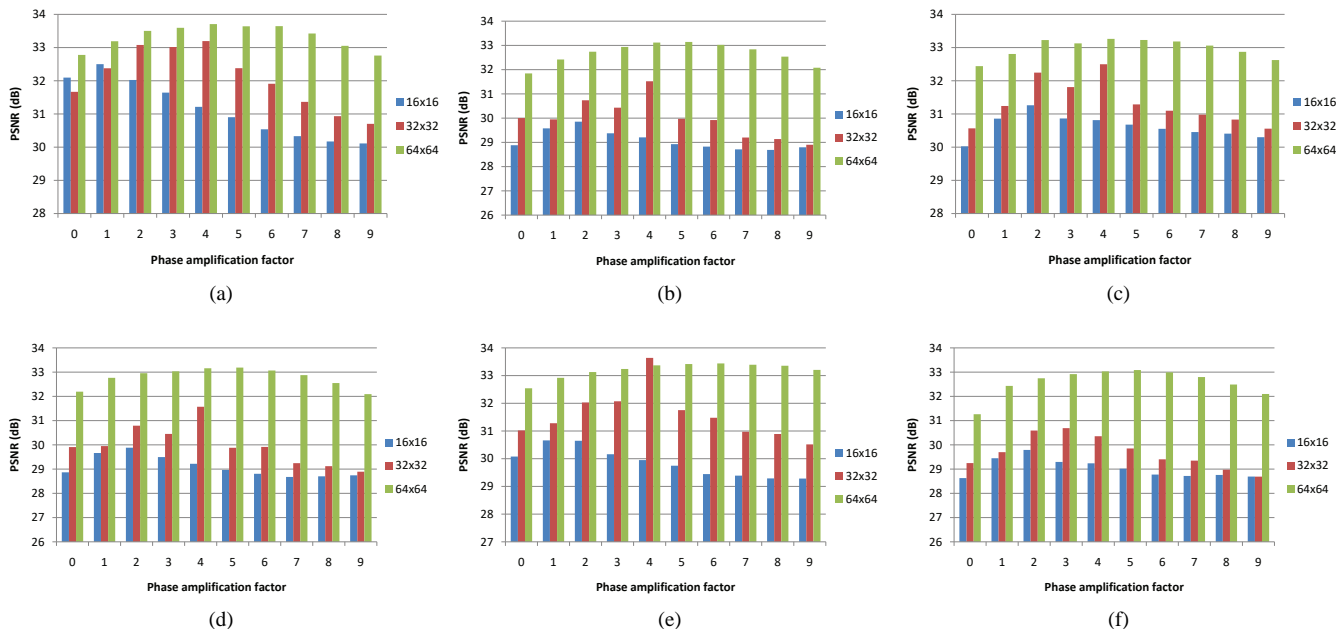 34
33
32
31
30
29
28
PSNR (dB)
0 1 2 3 4 5 6 7 8 9
Phase amplification factor
16x16
32x32
64x64
(a)
34
33
32
31
30
29
28
27
26
PSNR (dB)
0 1 2 3 4 5 6 7 8 9
Phase amplification factor
16x16
32x32
64x64
(b)
34
33
32
31
30
29
28
PSNR (dB)
0 1 2 3 4 5 6 7 8 9
Phase amplification factor
16x16
32x32
64x64
(c)
34
33
32
31
30
29
28
27
26
PSNR (dB)
0 1 2 3 4 5 6 7 8 9
Phase amplification factor
16x16
32x32
64x64
(d)
34
33
32
31
30
29
28
27
PSNR (dB)
0 1 2 3 4 5 6 7 8 9
Phase amplification factor
16x16
32x32
64x64
(e)
34
33
32
31
30
29
28
27
26
PSNR (dB)
0 1 2 3 4 5 6 7 8 9
Phase amplification factor
16x16
32x32
64x64
(f)